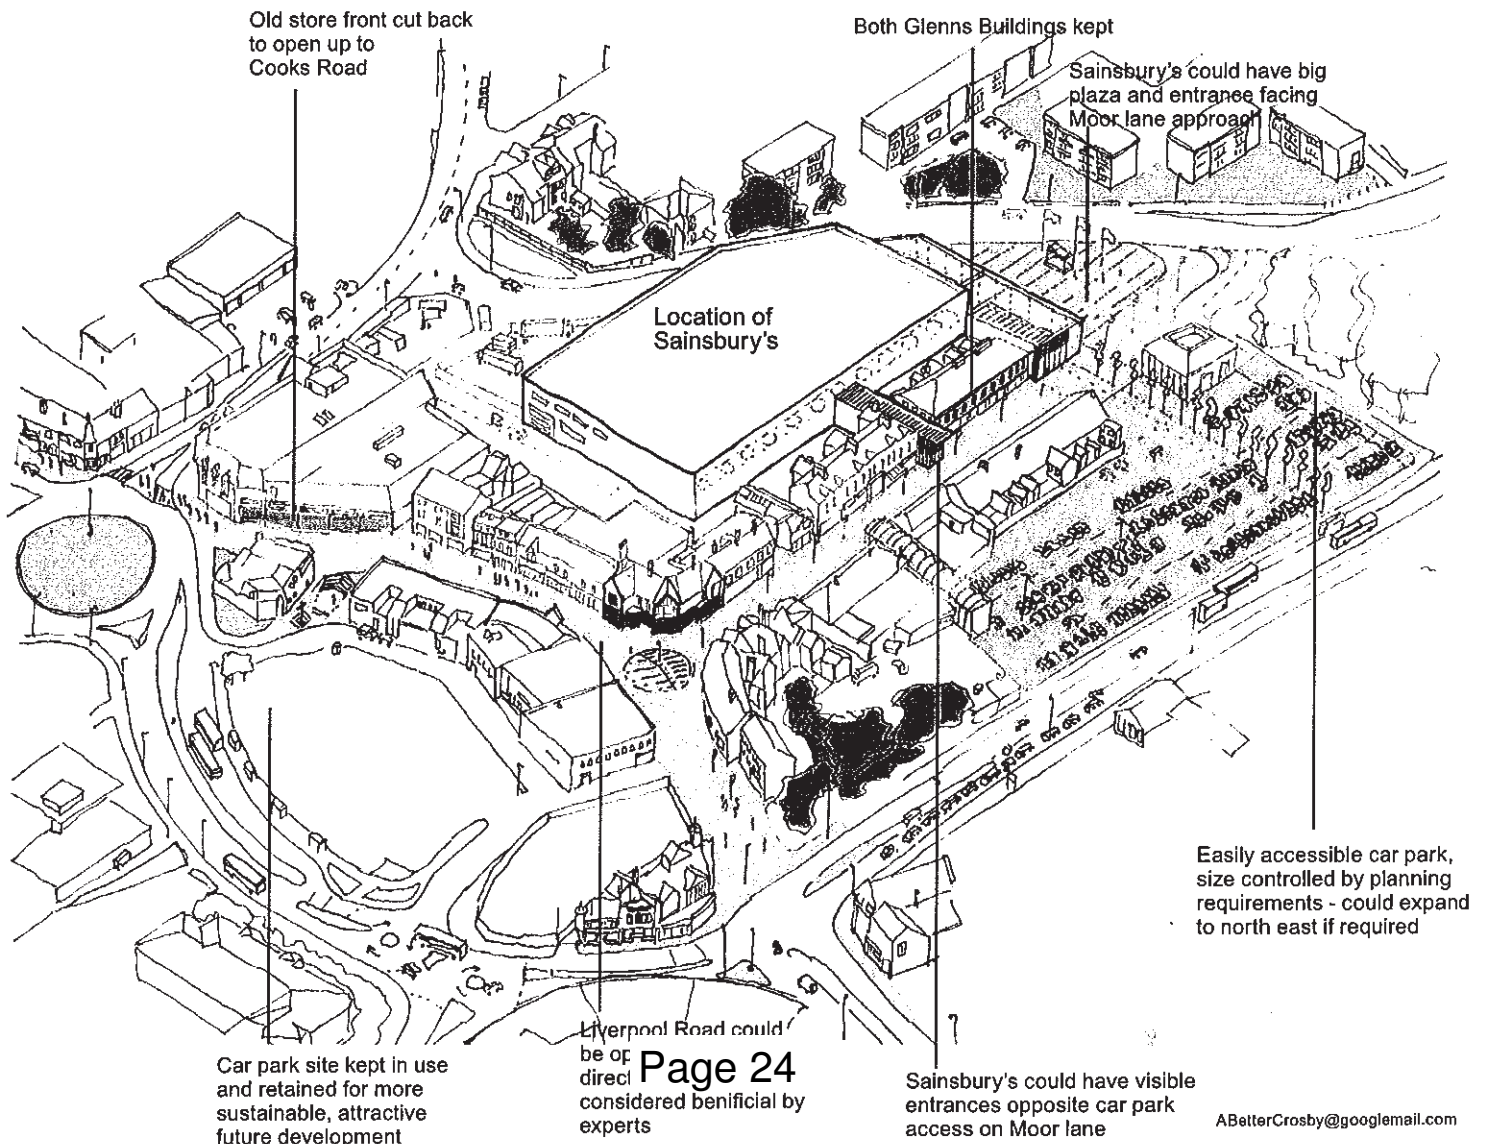 Old store front cut back
to open up to
Cooks Road
Both Glenns Buildings kept
Sainsbury's could have big
plaza and entrance facing
Moor lane approach
Location of
Sainsbury's
Easily accessible car park,
size controlled by planning
requirements - could expand
to north east if required
Car park site kept in use
and retained for more
sustainable, attractive
future development
Liverpool Road could
be
considered benificial by
experts
Page 24
Sainsbury's could have visible
entrances opposite car park
access on Moor lane
ABetterCrosby@googlemail.com